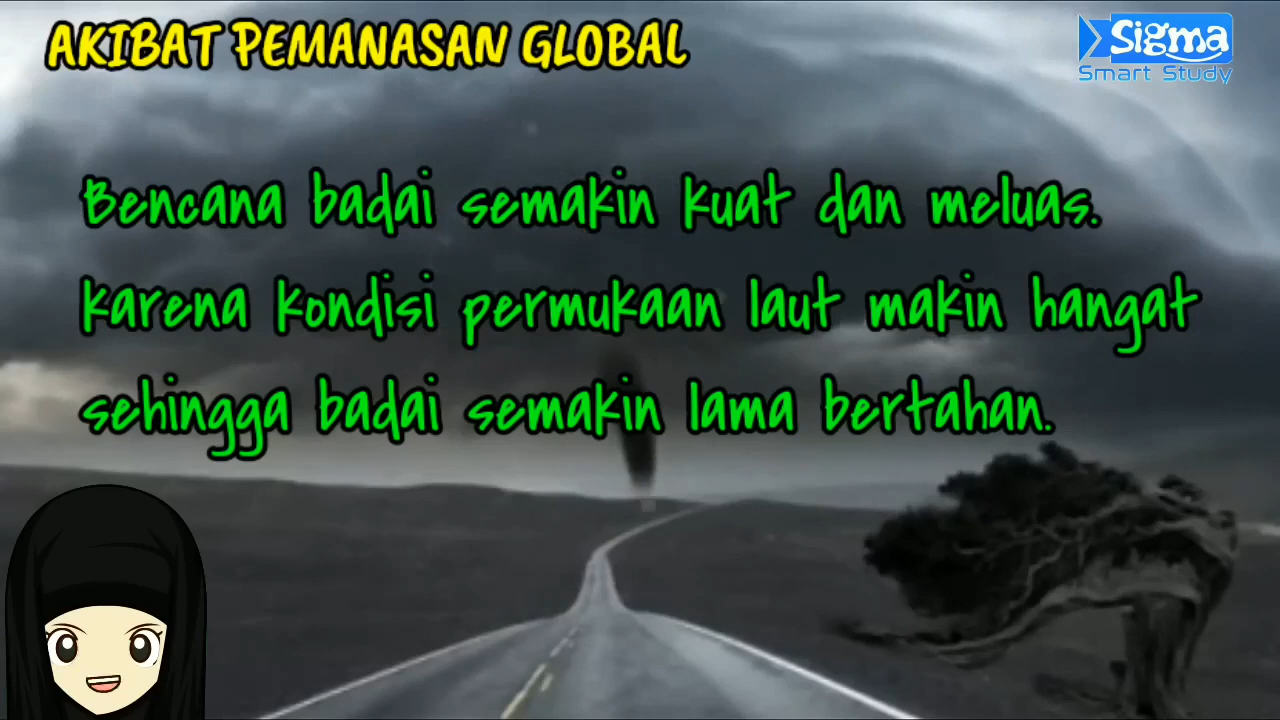 AKIBAT PEMANASAN GLOBAL
Sigma
Smart Study
Bencana badai semakin kuat dan meluas.
karena kondisi permukaan laut makin hangat
sehingga badai semakin lama bertahan.